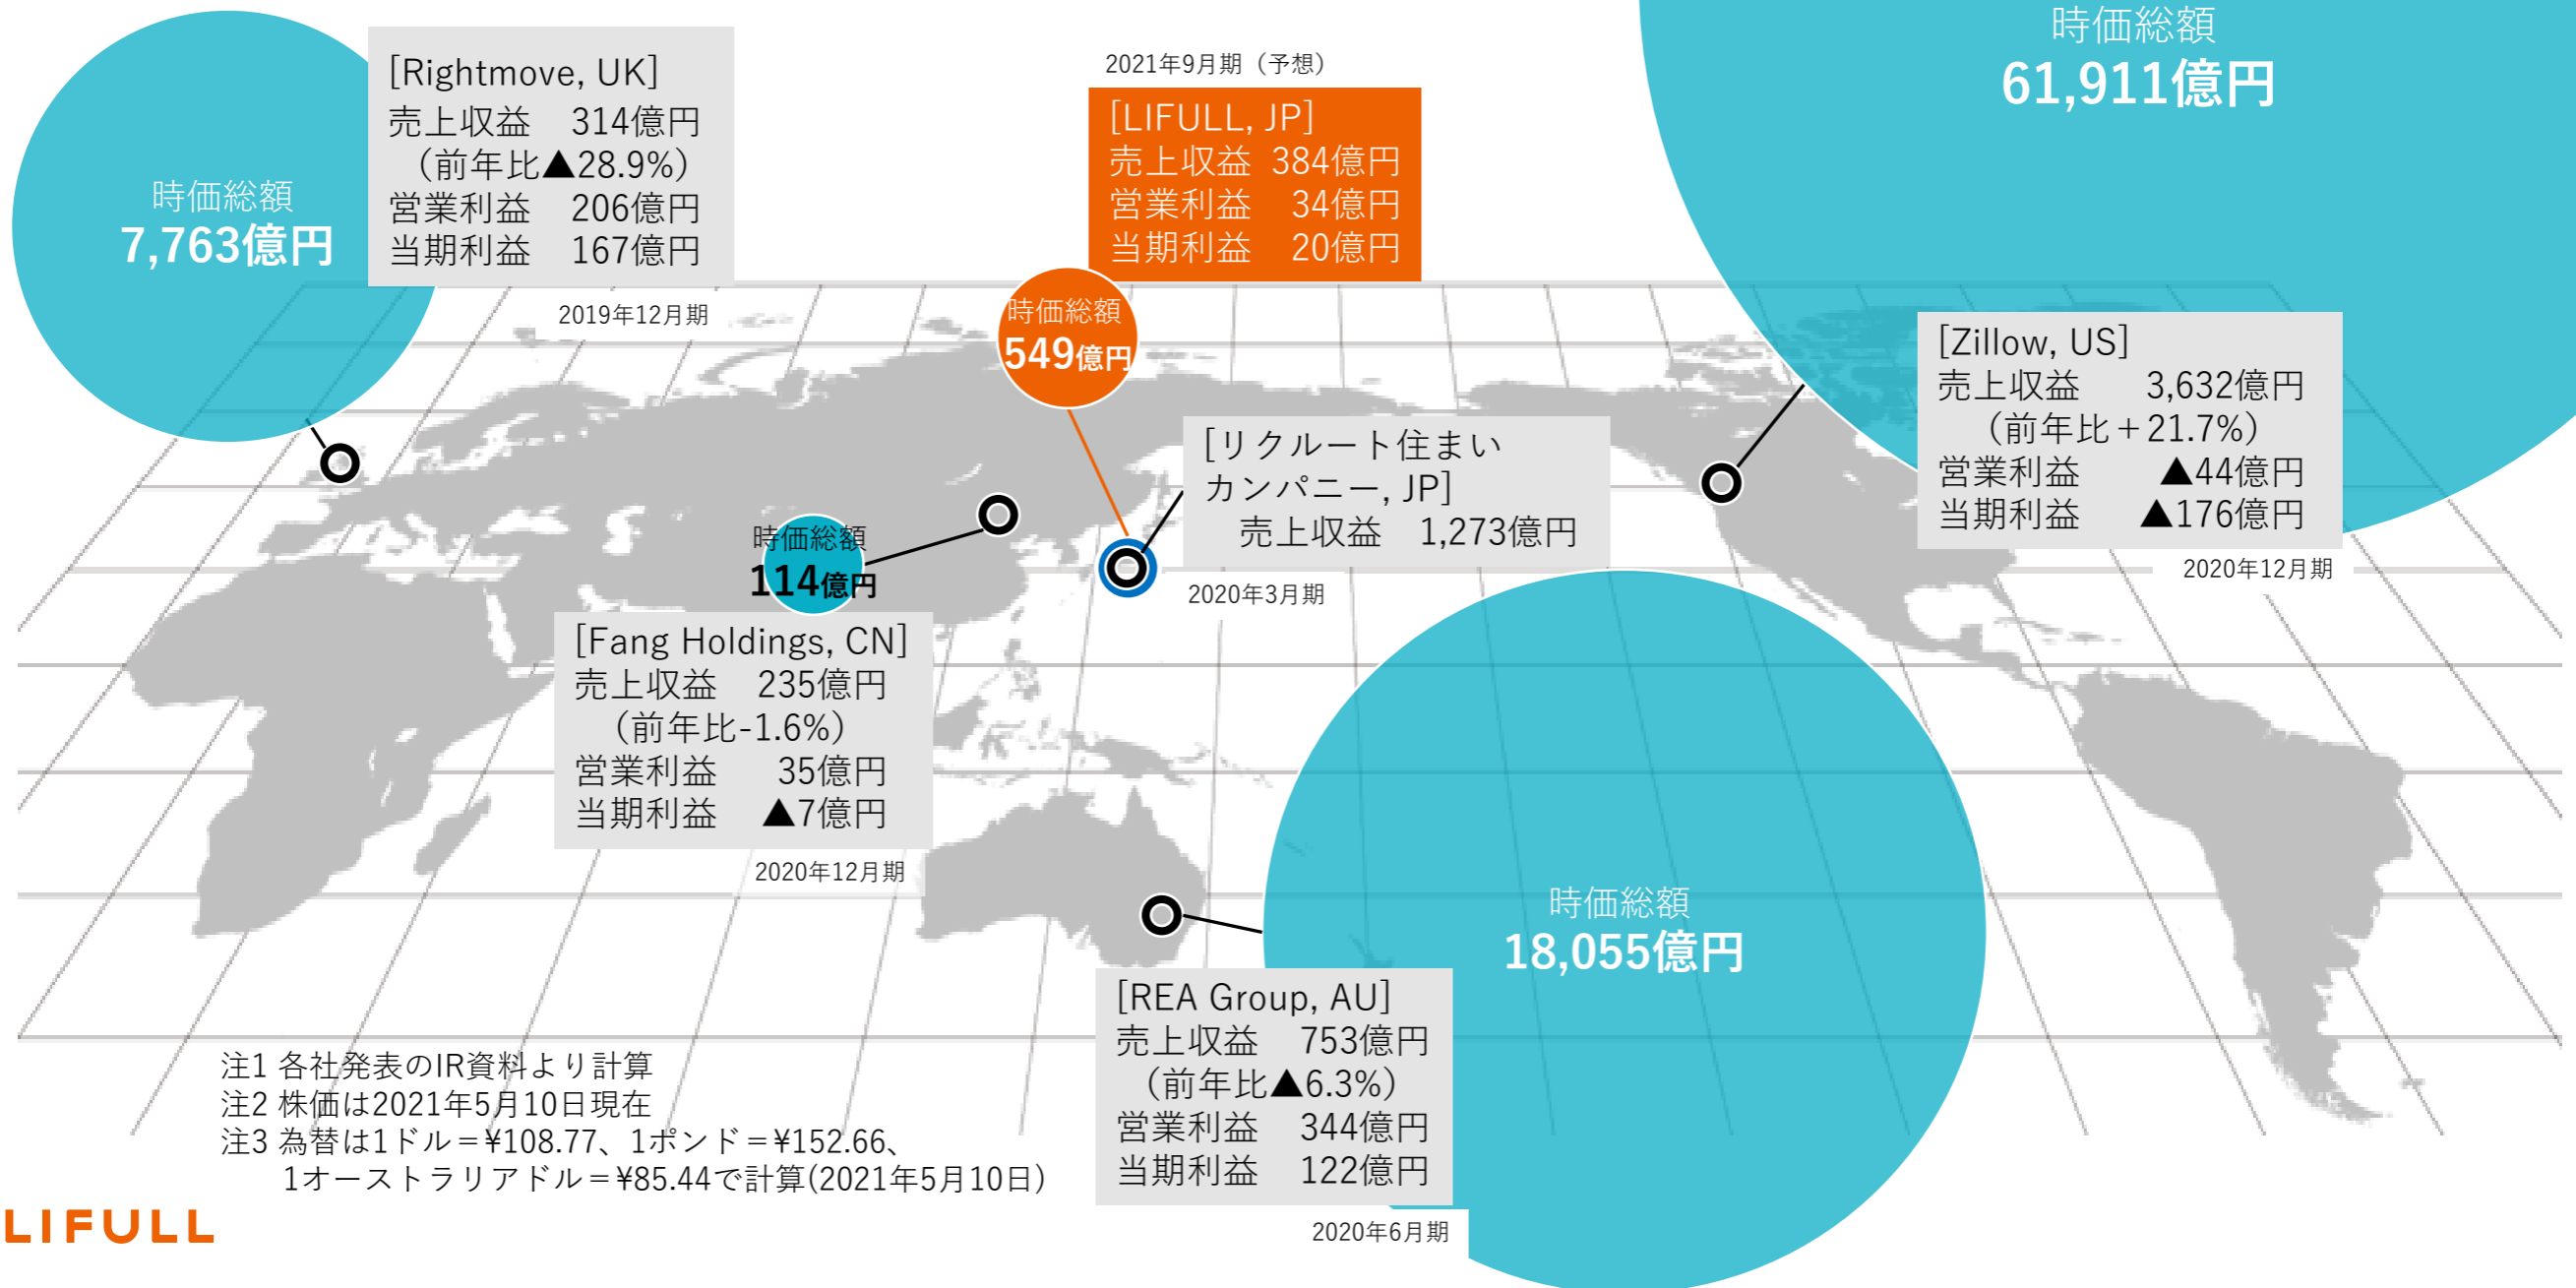 時価総額
7,763億円
[Rightmove, UK]
売上収益 314億円
(前年比▲28.9%)
営業利益 206億円
当期利益 167億円
2019年12月期
2021年9月期（予想）
[LIFULL, JP]
売上収益 384億円
営業利益 34億円
当期利益 20億円
時価総額
549億円
時価総額
61,911億円
[Zillow, US]
売上収益 3,632億円
（前年比＋21.7%）
営業利益 ▲44億円
当期利益 ▲176億円
2020年12月期
[リクルート住まい
カンパニー, JP]
売上収益 1,273億円
2020年3月期
時価総額
114億円
[Fang Holdings, CN]
売上収益 235億円
（前年比-1.6%）
営業利益 35億円
当期利益 ▲7億円
2020年12月期
時価総額
18,055億円
[REA Group, AU]
売上収益 753億円
（前年比▲6.3%）
営業利益 344億円
当期利益 122億円
2020年6月期
注1 各社発表のIR資料より計算
注2 株価は2021年5月10日現在
注3 為替は1ドル＝¥108.77、1ポンド＝¥152.66、
1オーストラリアドル＝¥85.44で計算(2021年5月10日)
LIFULL